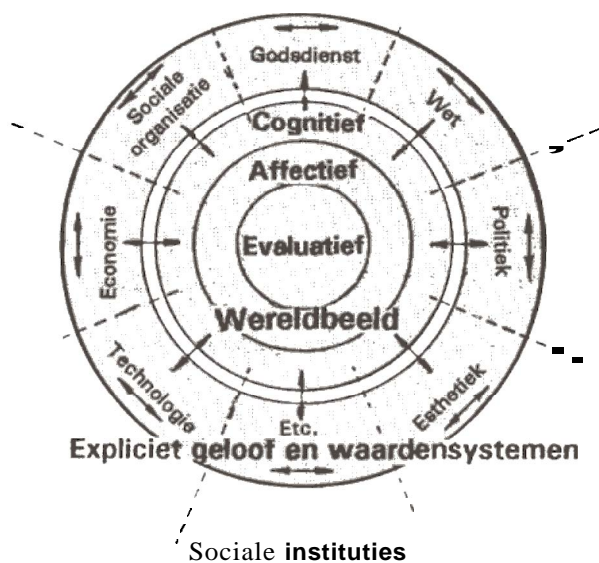 Godsdienst
Sociale
organisatie
Wet
Cognitief
Affectief
Economie
Evaluatief
Politiek
Wereldbeeld
Technologie
Etc.
Esthetiek
Expliciet geloof en waardensystemen
Sociale instituties